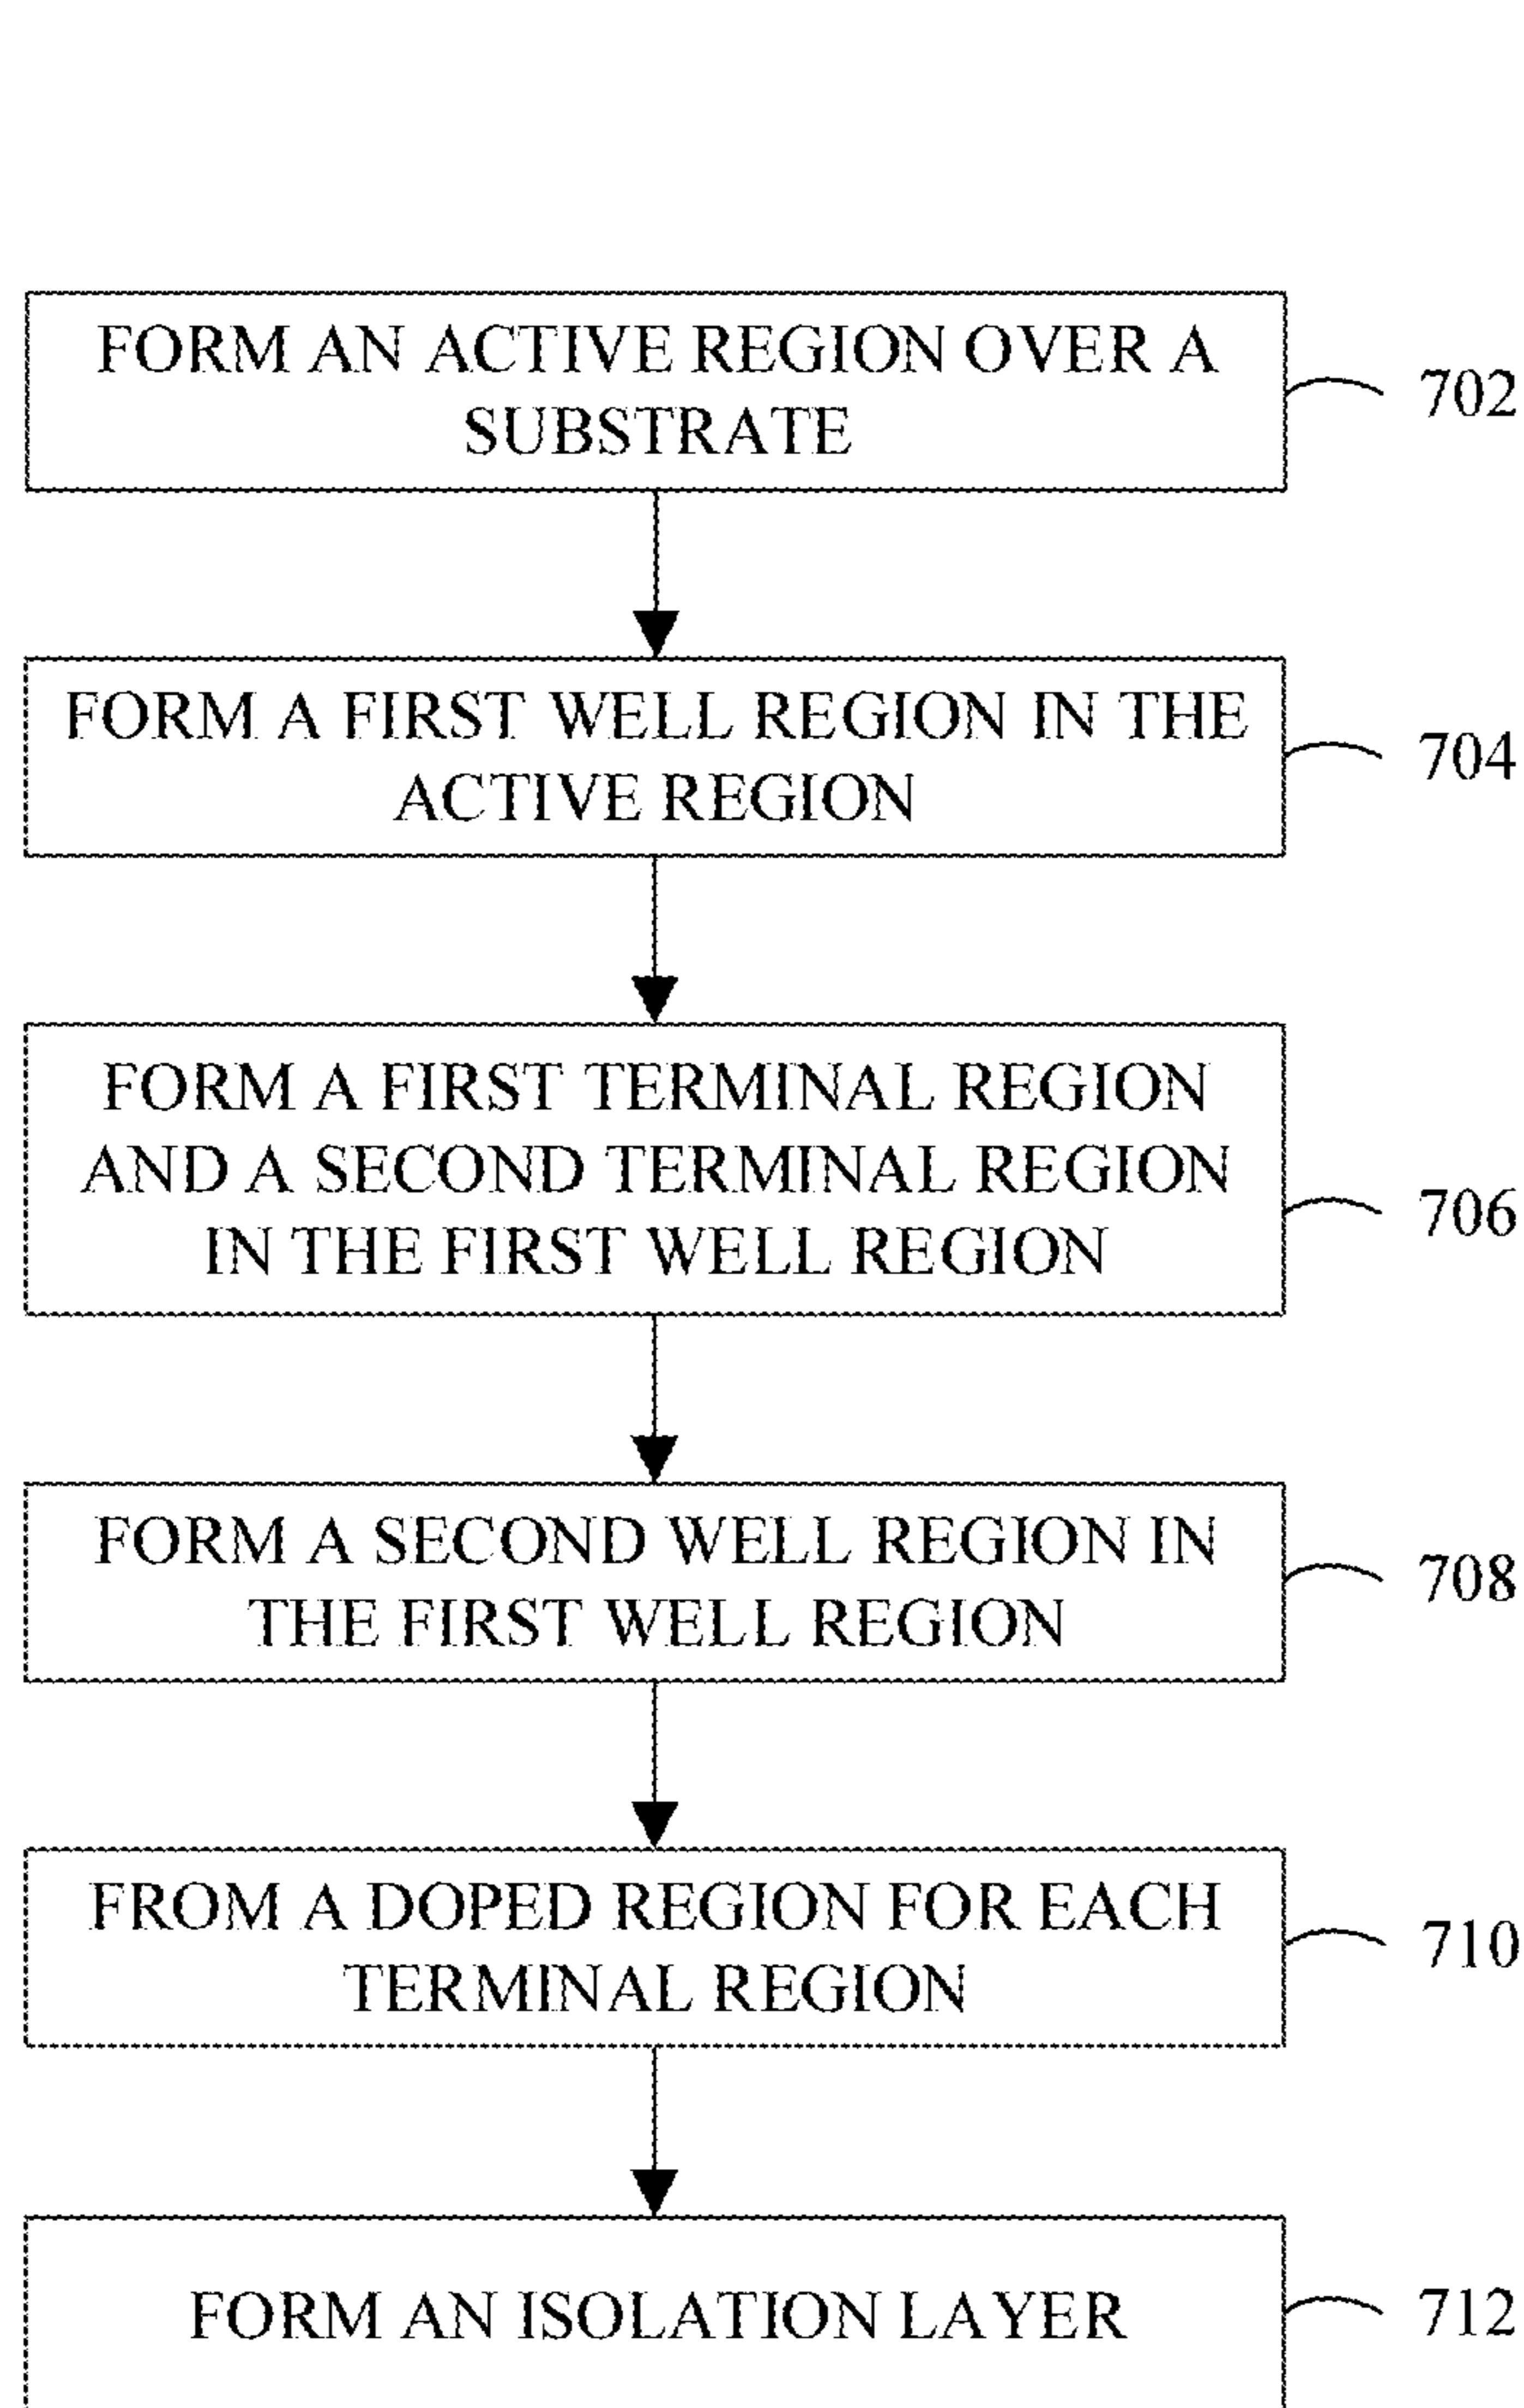 FORM AN ACTIVE REGION OVER A
SUBSTRATE
702
FORM A FIRST WELL REGION IN THE
ACTIVE REGION
704
FORM A FIRST TERMINAL REGION
AND A SECOND TERMINAL REGION
IN THE FIRST WELL REGION
706
FORM A SECOND WELL REGION IN
THE FIRST WELL REGION
708
FROM A DOPED REGION FOR EACH
TERMINAL REGION
710
FORM AN ISOLATION LAYER
712